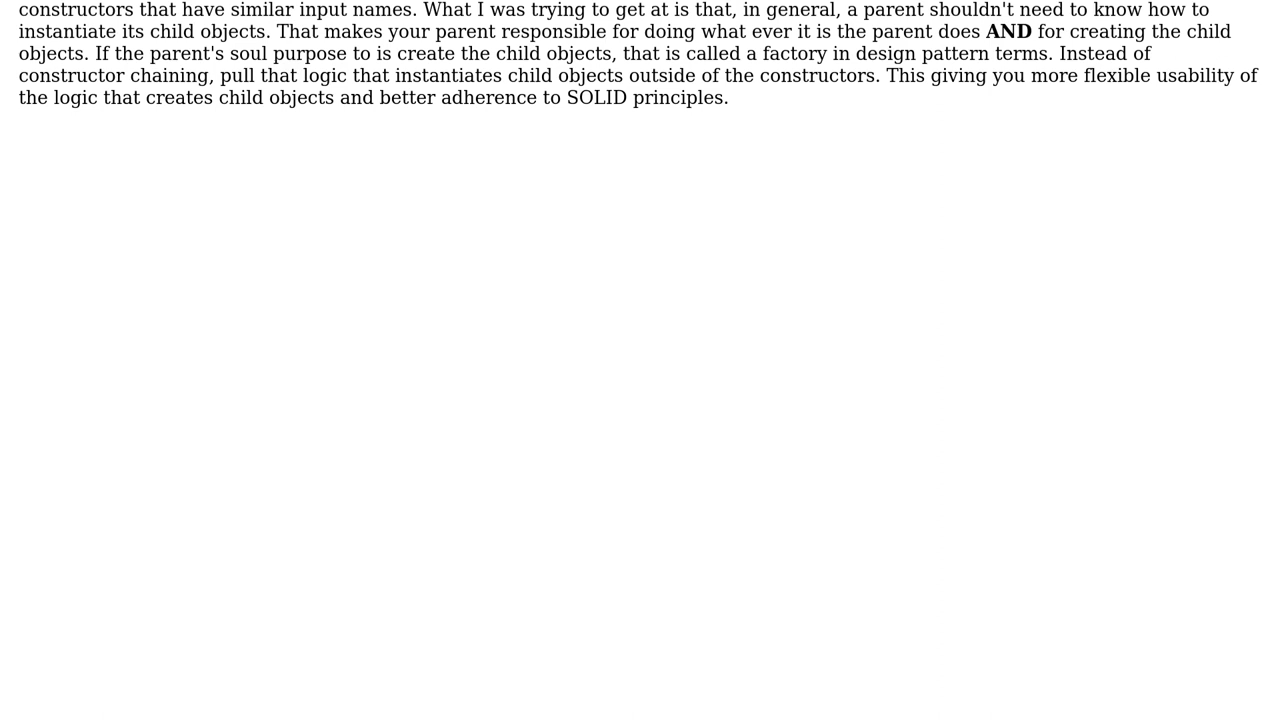 constructors that have similar input names. What I was trying to get at is that, in general, a parent shouldn't need to know how to
instantiate its child objects. That makes your parent responsible for doing what ever it is the parent does AND for creating the child
objects. If the parent's soul purpose to is create the child objects, that is called a factory in design pattern terms. Instead of
constructor chaining, pull that logic that instantiates child objects outside of the constructors. This giving you more flexible usability of
the logic that creates child objects and better adherence to SOLID principles.